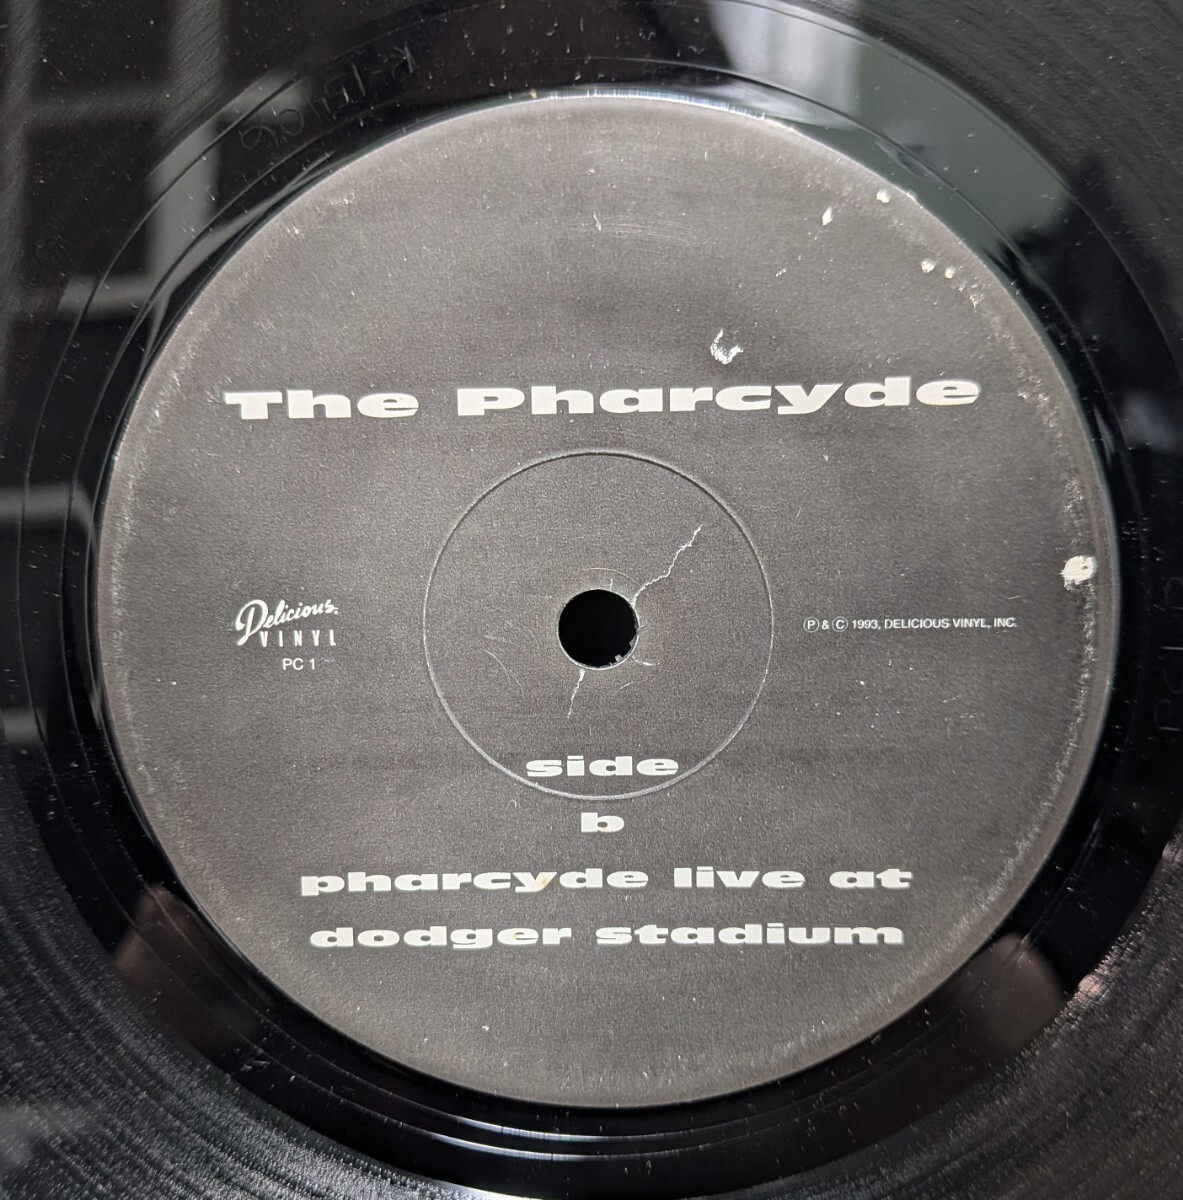 The Pharcyde
Delicious
VINYL
PC 1
Ⓟ & Ⓒ 1993, DELICIOUS VINYL, INC.
side
b
pharcyde live at
dodger stadium